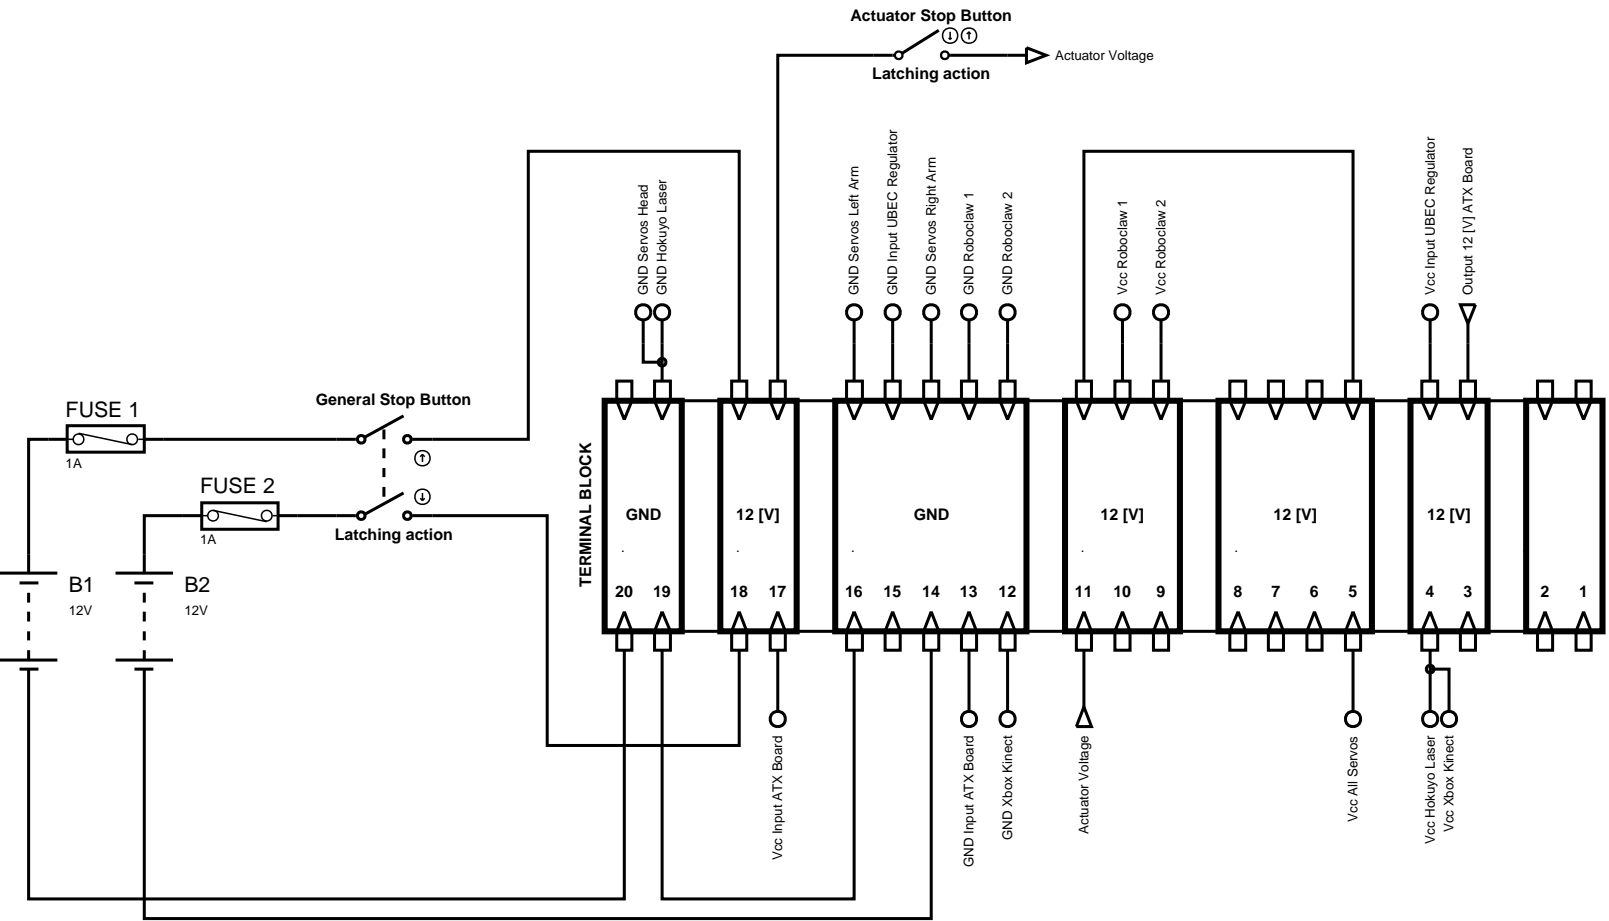 Actuator Stop Button
Actuator Voltage
Latching action
GND Servos Head
GND Hokuyo Laser
GND Servos Left Arm
GND Input UBEC Regulator
GND Servos Right Arm
GND Roboclaw 1
GND Roboclaw 2
Vcc Roboclaw 1
Vcc Roboclaw 2
Vcc Input UBEC Regulator
Output 12 [V] ATX Board
FUSE 1
1A
General Stop Button
FUSE 2
1A
Latching action
TERMINAL BLOCK
GND
12 [V]
GND
12 [V]
12 [V]
12 [V]
B1
12V
B2
12V
20 19 18 17 16 15 14 13 12 11 10 9 8 7 6 5 4 3 2 1
Vcc Input ATX Board
GND Input ATX Board
GND Xbox Kinect
Actuator Voltage
Vcc All Servos
Vcc Hokuyo Laser
Vcc Xbox Kinect